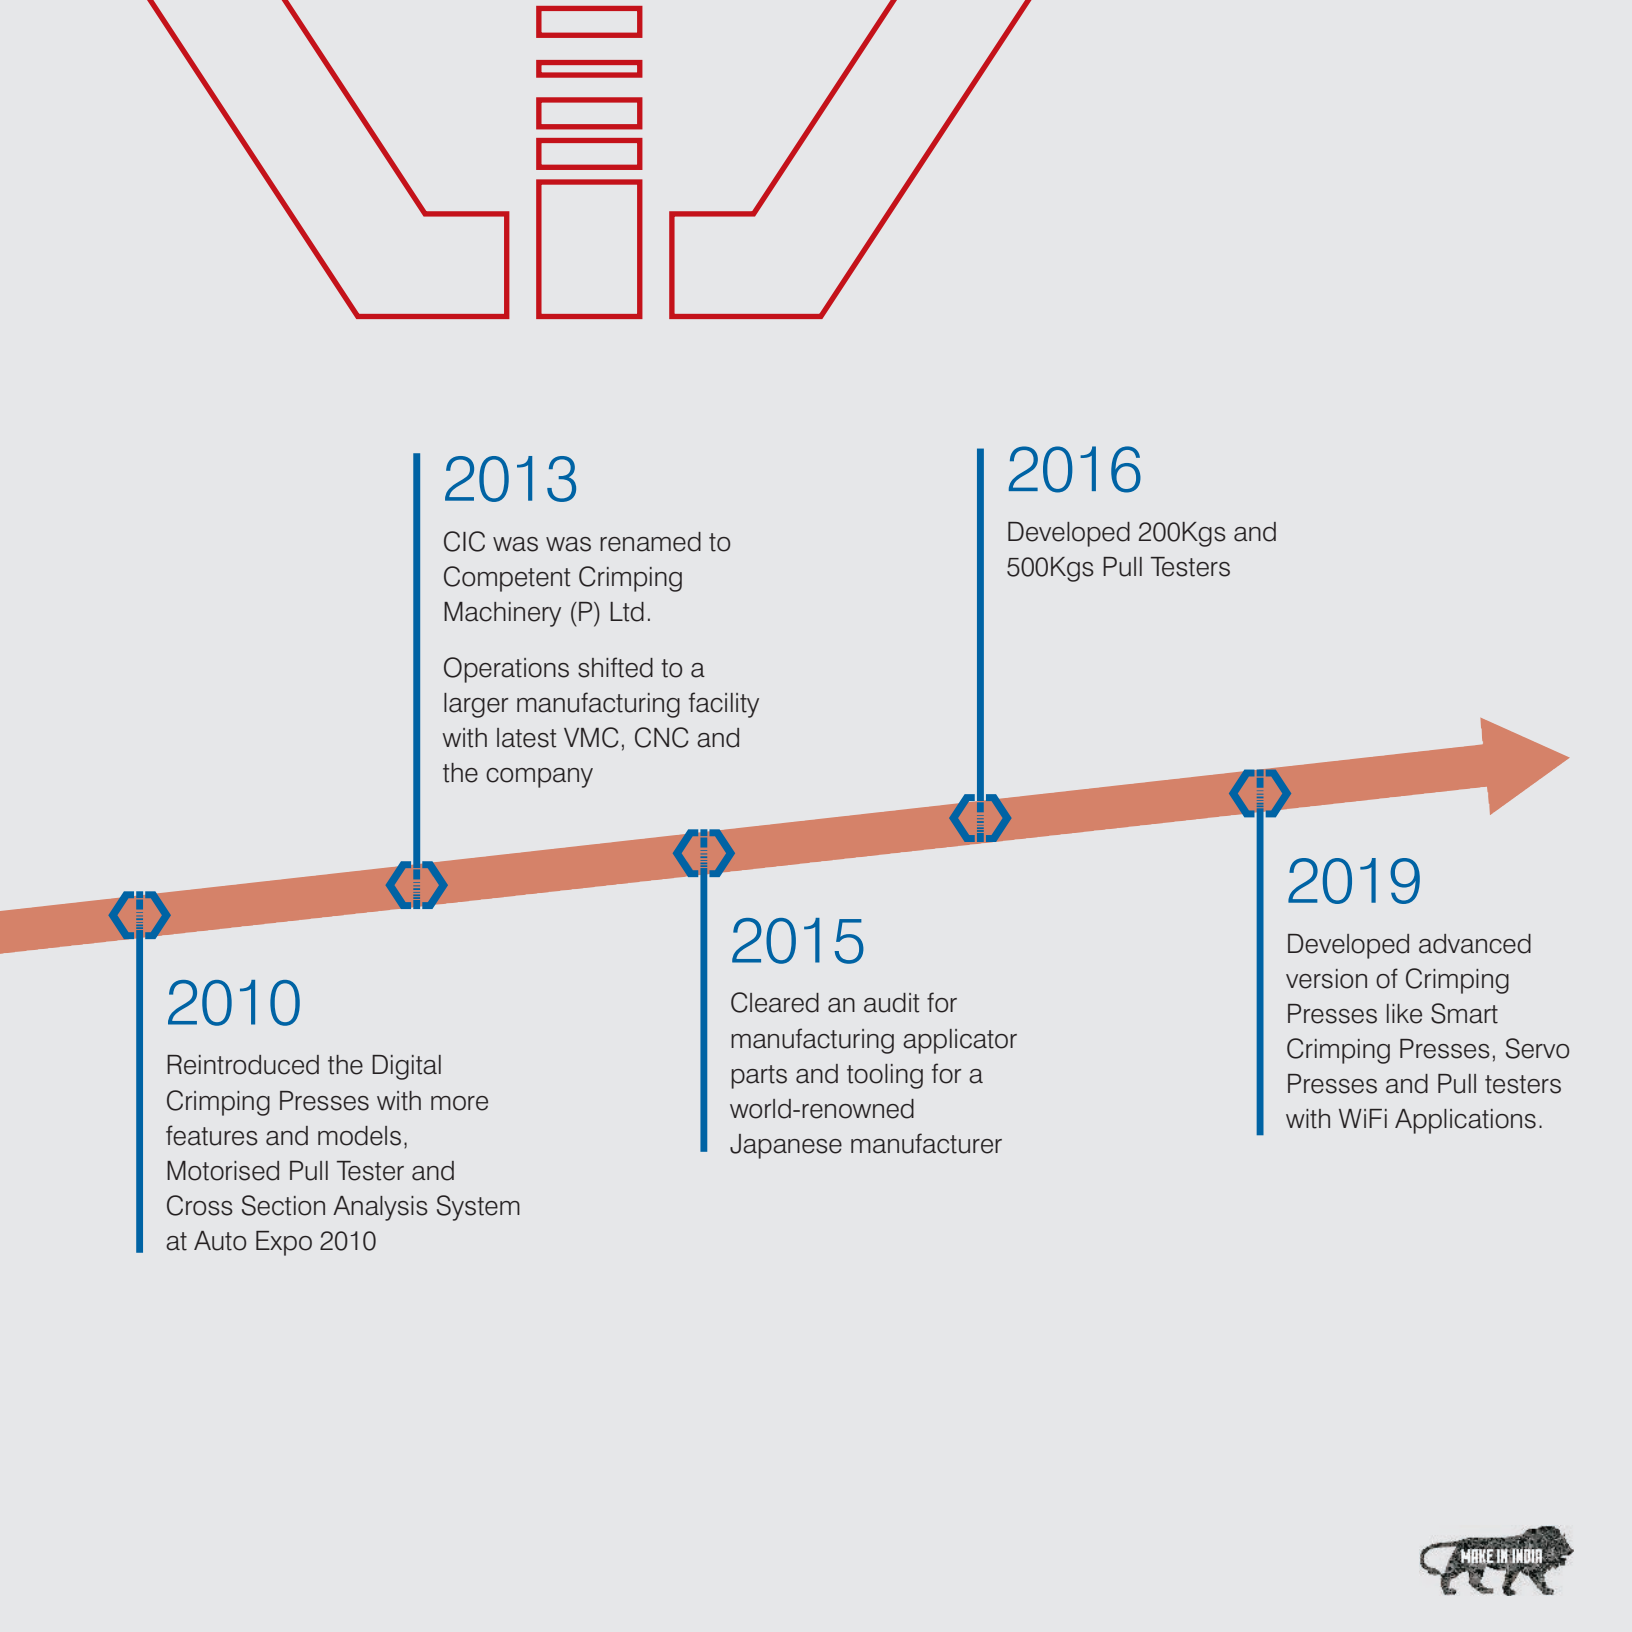 2013
CIC was was renamed to
Competent Crimping
Machinery (P) Ltd.
Operations shifted to a
larger manufacturing facility
with latest VMC, CNC and
the company
2016
Developed 200Kgs and
500Kgs Pull Testers
2010
Reintroduced the Digital
Crimping Presses with more
features and models,
Motorised Pull Tester and
Cross Section Analysis System
at Auto Expo 2010
2015
Cleared an audit for
manufacturing applicator
parts and tooling for a
world-renowned
Japanese manufacturer
2019
Developed advanced
version of Crimping
Presses like Smart
Crimping Presses, Servo
Presses and Pull testers
with WiFi Applications.
MAKE IN INDIA